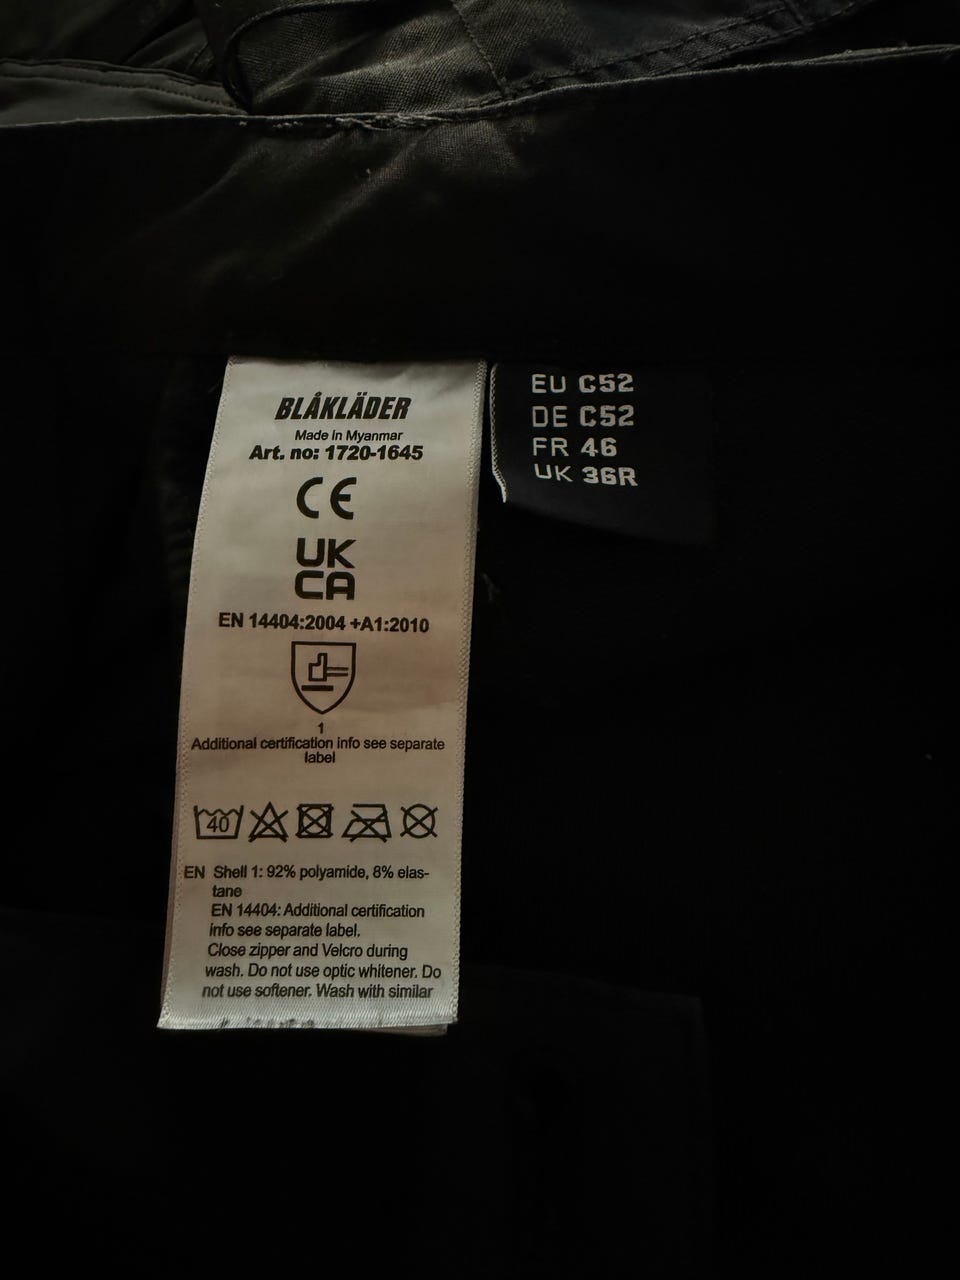 BLÅKLÄDER
Made in Myanmar
Art. no: 1720-1645
CE
UK
CA
EN 14404:2004 +A1:2010
1
Additional certification info see separate
label
40
EN Shell 1: 92% polyamide, 8% elas-
tane
EN 14404: Additional certification
info see separate label.
Close zipper and Velcro during
wash. Do not use optic whitener. Do
not use softener. Wash with similar
EU C52
DE C52
FR 46
UK 36R